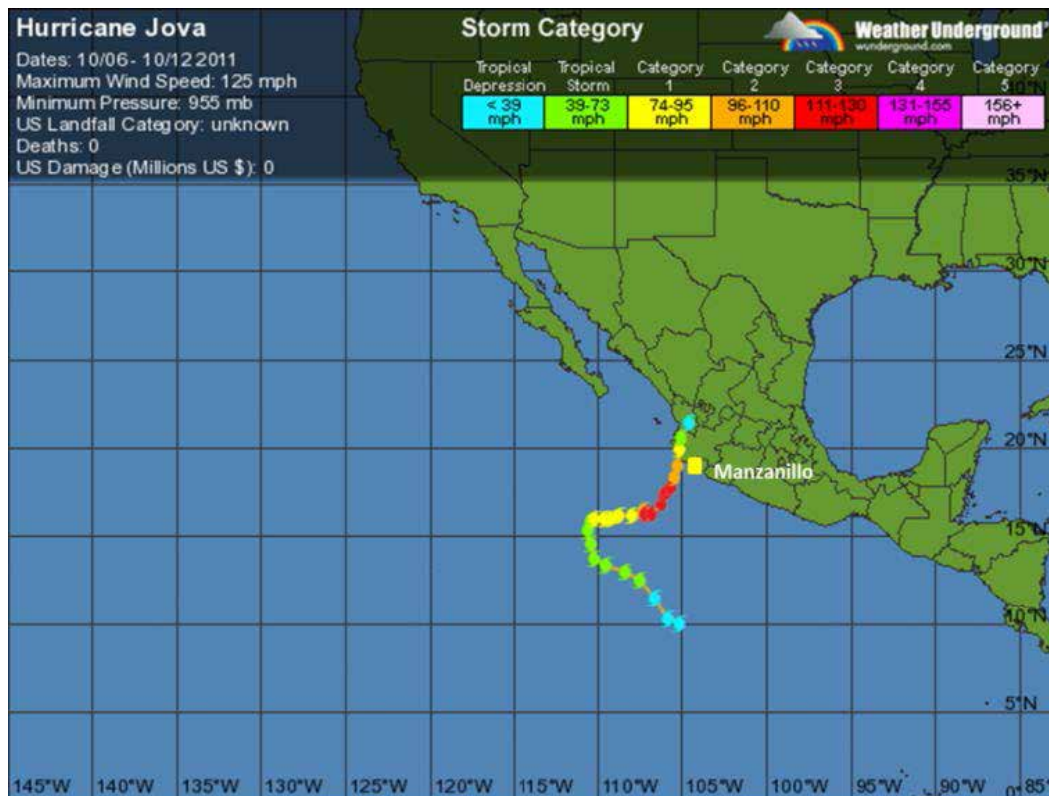 Hurricane Jova
Dates: 10/06- 10/12 2011
Maximum Wind Speed: 125 mph
Minimum Pressure: 955 mb
US Landfall Category: unknown
Deaths: 0
US Damage (Millions US $): 0
Storm Category
Weather Underground®
wunderground.com
Tropical Depression
< 39 mph
Tropical Storm
39-73 mph
Category 1
74-95 mph
Category 2
96-110 mph
Category 3
111-130 mph
Category 4
131-155 mph
Category 5
156+ mph
35°N
30°N
25°N
20°N
Manzanillo
15°N
10°N
5°N
0°
145°W 140°W 135°W 130°W 125°W 120°W 115°W 110°W 105°W 100°W 95°W 90°W 85°